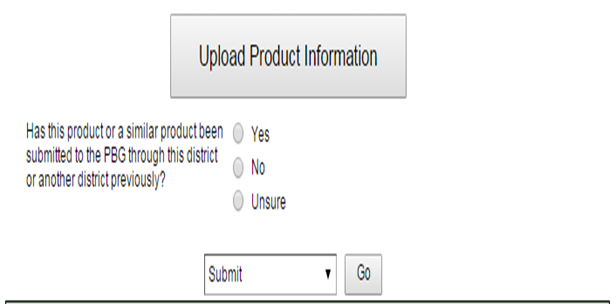 Upload Product Information
Has this product or a similar product been
submitted to the PBG through this district
or another district previously?
Yes
No
Unsure
Submit
Go